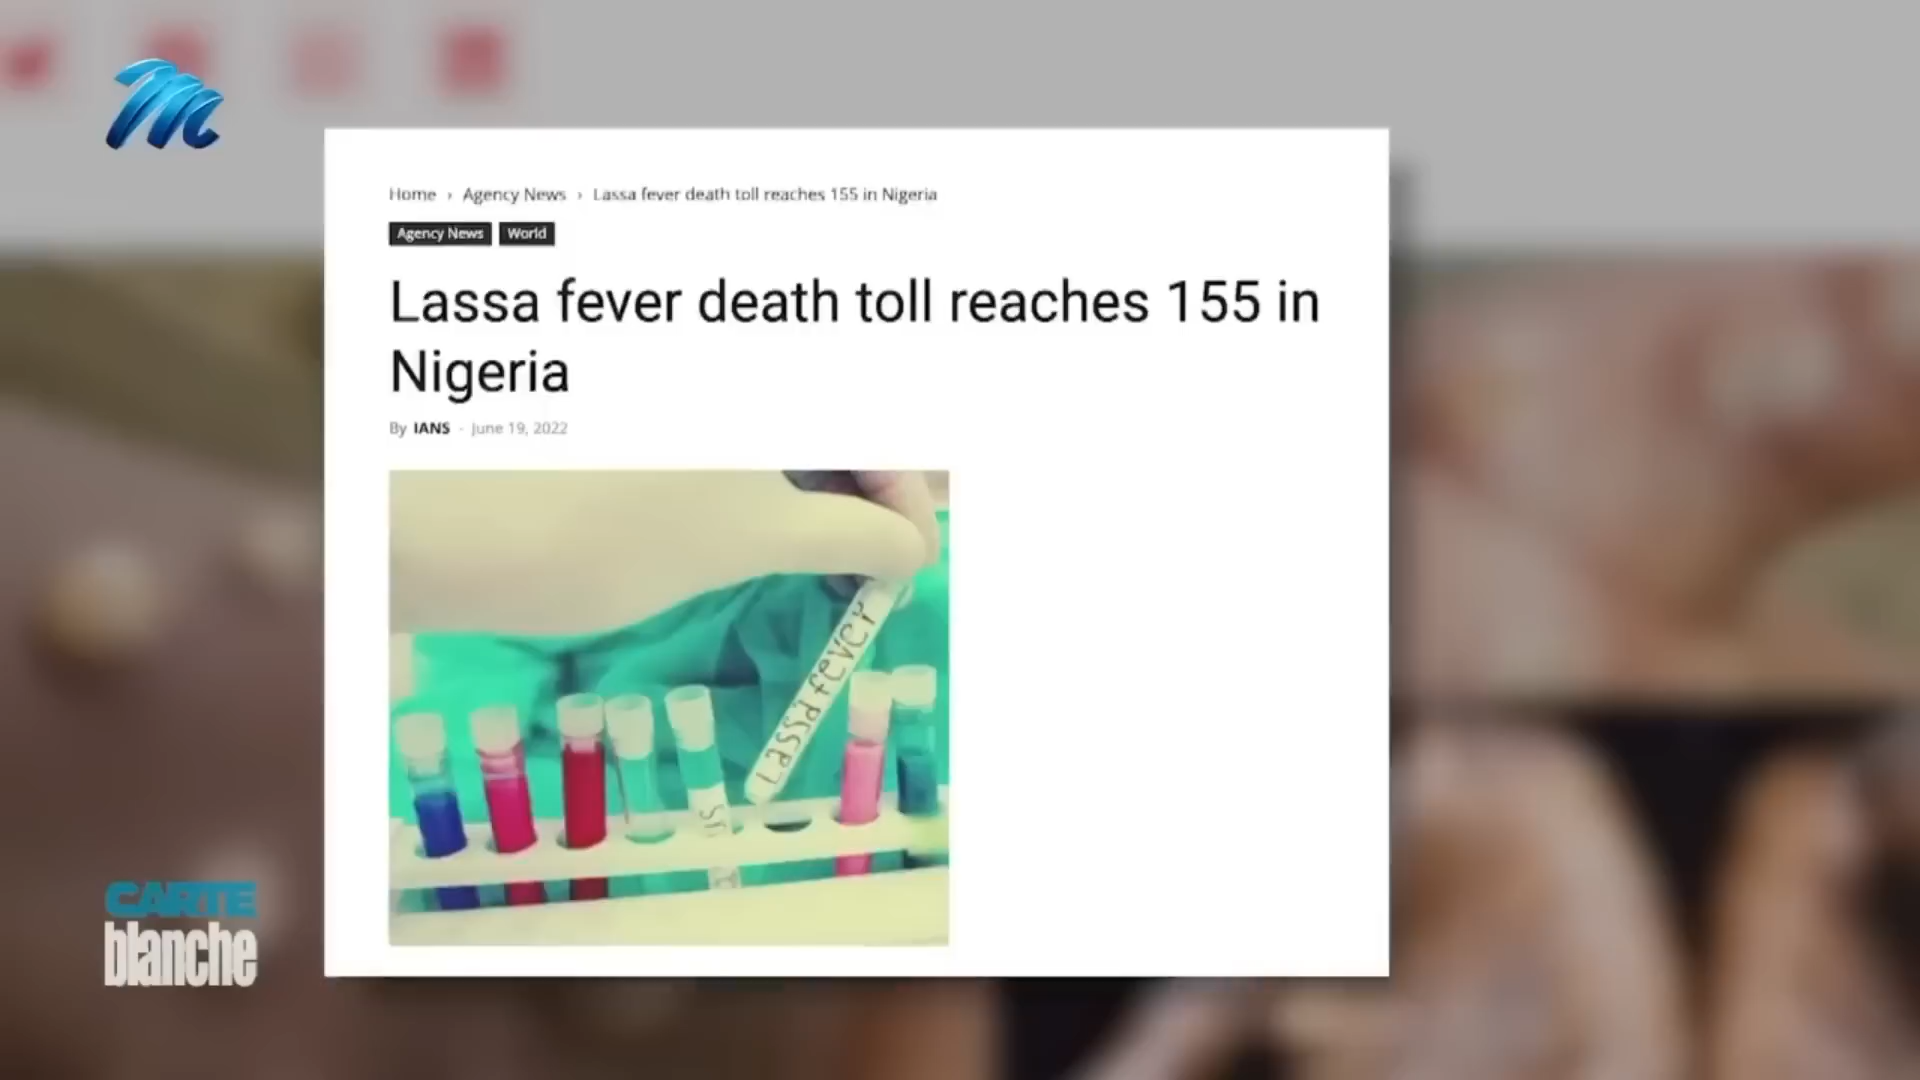 Home › Agency News › Lassa fever death toll reaches 155 in Nigeria
Agency News World
Lassa fever death toll reaches 155 in
Nigeria
By IANS - June 19, 2022
Lassa fever
CARTE
blanche